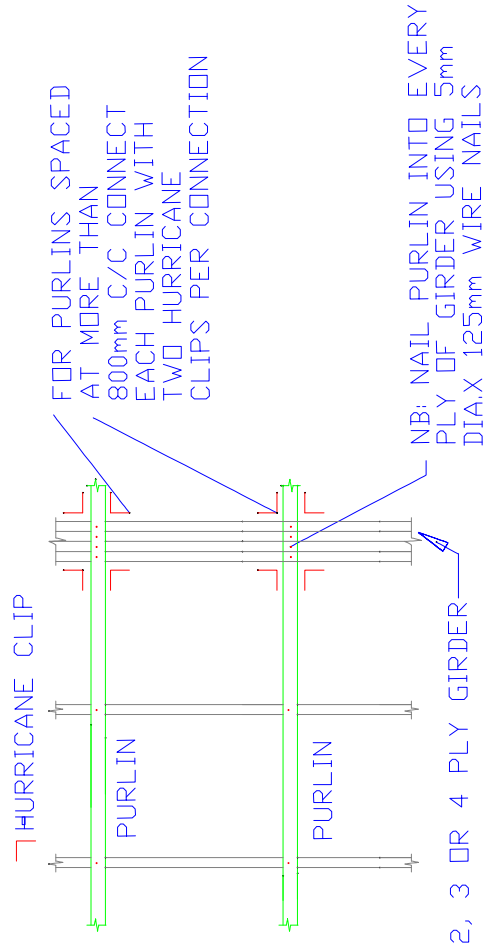 HURRICANE CLIP
PURLIN
PURLIN
2, 3 OR 4 PLY GIRDER
FOR PURLINS SPACED
AT MORE THAN
800mm C/C CONNECT
EACH PURLIN WITH
TWO HURRICANE
CLIPS PER CONNECTION
NB: NAIL PURLIN INTO EVERY
PLY OF GIRDER USING 5mm
DIA.X 125mm WIRE NAILS